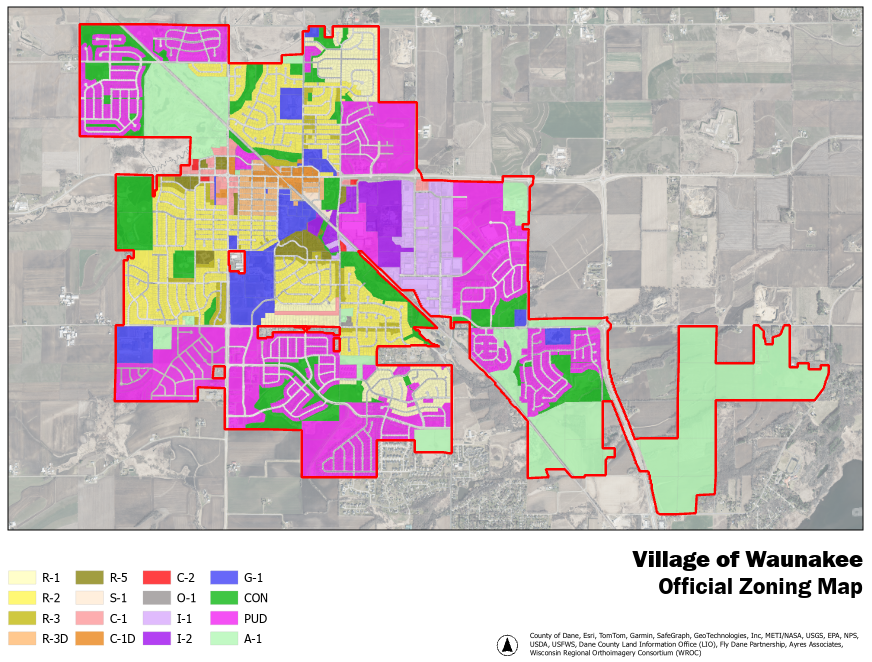 Village of Waunakee
Official Zoning Map
R-1 R-5 C-2 G-1
R-2 S-1 O-1 CON
R-3 C-1 I-1 PUD
R-3D C-1D I-2 A-1
County of Dane, Esri, TomTom, Garmin, SafeGraph, GeoTechnologies, Inc, METI/NASA, USGS, EPA, NPS,
USDA, USFWS, Dane County Land Information Office (LIO), Fly Dane Partnership, Ayres Associates,
Wisconsin Regional Orthoimagery Consortium (WROC)